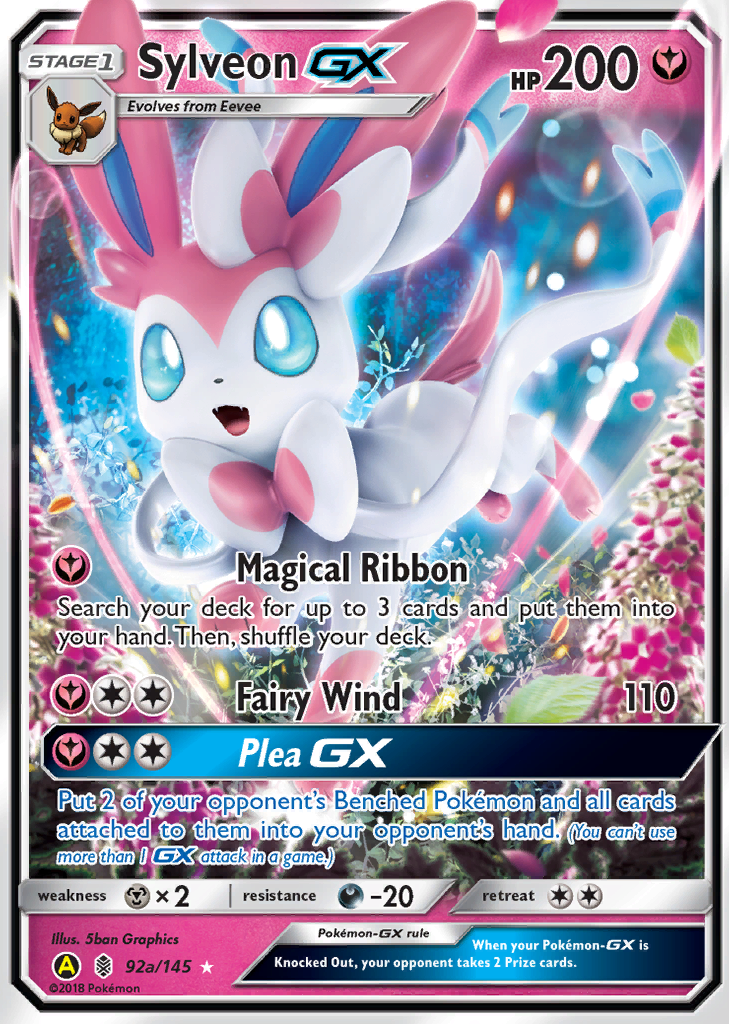 STAGE1 Sylveon GX HP200
Evolves from Eevee
Magical Ribbon
Search your deck for up to 3 cards and put them into
your hand. Then, shuffle your deck.
Fairy Wind 110
Plea GX
Put 2 of your opponent's Benched Pokémon and all cards
attached to them into your opponent's hand. (You can't use
more than 1 GX attack in a game.)
weakness ×2 resistance -20 retreat
Illus. 5ban Graphics
Pokémon-GX rule
When your Pokémon-GX is
Knocked Out, your opponent takes 2 Prize cards.
A 92a/145
©2018 Pokémon